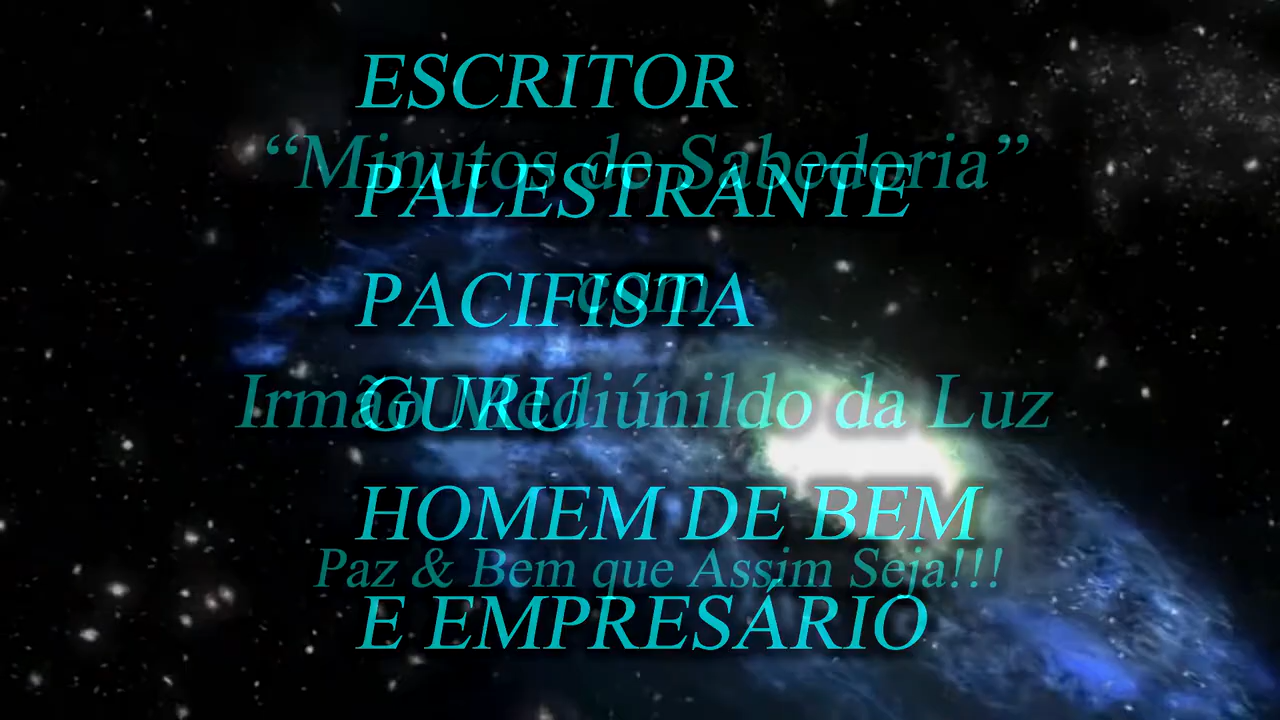 ESCRITOR
“Minutos de Sabedoria”
PALESTRANTE
com
PACIFISTA
Irmão Mediúnildo da Luz
GURU
HOMEM DE BEM
Paz & Bem que Assim Seja!!!
E EMPRESÁRIO